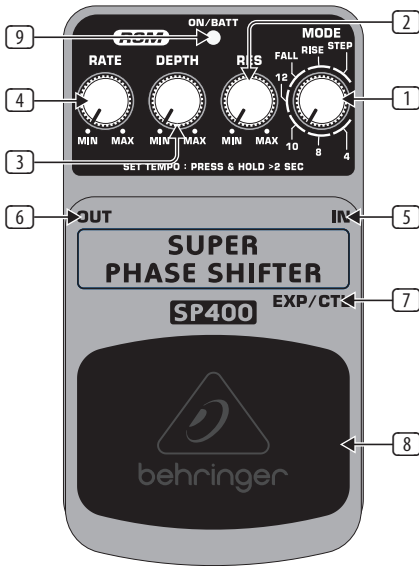 ON/BATT
RSM
MODE
RATE DEPTH RES
FALL RISE STEP
12 10 8 4
MIN MAX MIN MAX MIN MAX
SET TEMPO : PRESS & HOLD >2 SEC
OUT IN
SUPER
PHASE SHIFTER
EXP/CT
SP400
behringer
9
2
4
1
3
6
5
7
8